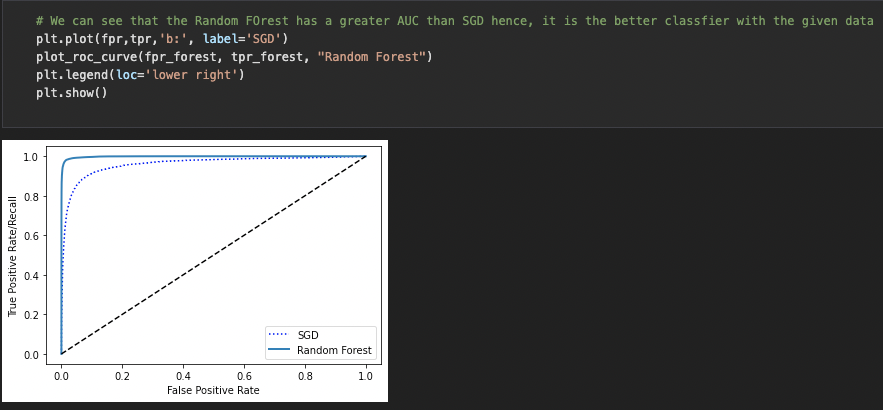 # We can see that the Random FOrest has a greater AUC than SGD hence, it is the better classfier with the given data
plt.plot(fpr,tpr,'b:', label='SGD')
plot_roc_curve(fpr_forest, tpr_forest, "Random Forest")
plt.legend(loc='lower right')
plt.show()
1.0
0.8
0.6
0.4
0.2
0.0
True Positive Rate/Recall
SGD
Random Forest
0.0 0.2 0.4 0.6 0.8 1.0
False Positive Rate